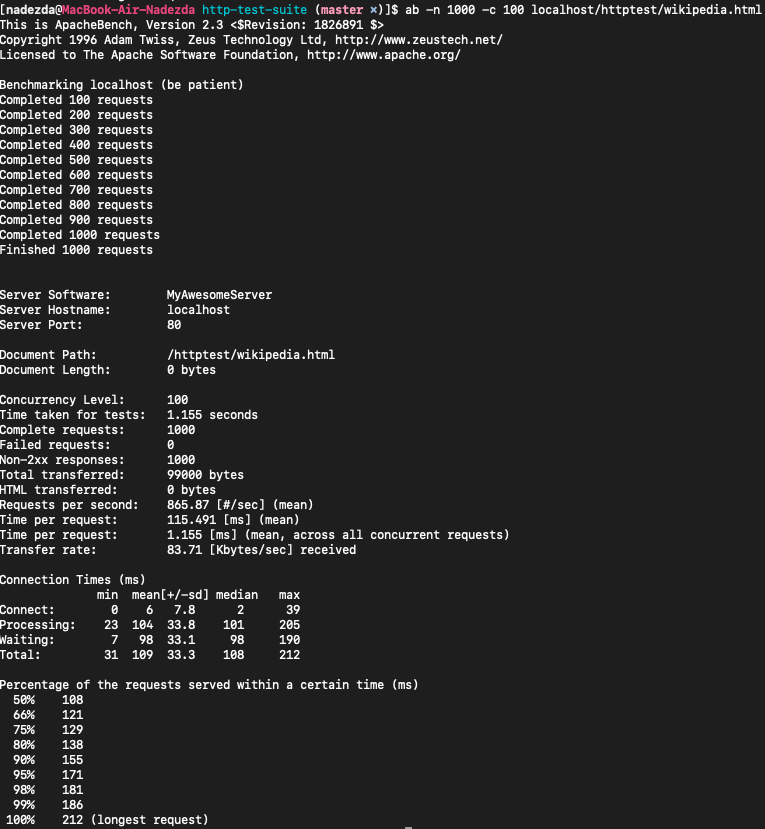 [nadezda@MacBook-Air-Nadezda http-test-suite (master ×)]$ ab -n 1000 -c 100 localhost/httptest/wikipedia.html
This is ApacheBench, Version 2.3 <$Revision: 1826891 $>
Copyright 1996 Adam Twiss, Zeus Technology Ltd, http://www.zeustech.net/
Licensed to The Apache Software Foundation, http://www.apache.org/

Benchmarking localhost (be patient)
Completed 100 requests
Completed 200 requests
Completed 300 requests
Completed 400 requests
Completed 500 requests
Completed 600 requests
Completed 700 requests
Completed 800 requests
Completed 900 requests
Completed 1000 requests
Finished 1000 requests


Server Software:        MyAwesomeServer
Server Hostname:        localhost
Server Port:            80

Document Path:          /httptest/wikipedia.html
Document Length:        0 bytes

Concurrency Level:      100
Time taken for tests:   1.155 seconds
Complete requests:      1000
Failed requests:        0
Non-2xx responses:      1000
Total transferred:      99000 bytes
HTML transferred:       0 bytes
Requests per second:    865.87 [#/sec] (mean)
Time per request:       115.491 [ms] (mean)
Time per request:       1.155 [ms] (mean, across all concurrent requests)
Transfer rate:          83.71 [Kbytes/sec] received

Connection Times (ms)
              min  mean[+/-sd] median   max
Connect:        0    6   7.8      2      39
Processing:    23  104  33.8    101     205
Waiting:        7   98  33.1     98     190
Total:         31  109  33.3    108     212

Percentage of the requests served within a certain time (ms)
  50%    108
  66%    121
  75%    129
  80%    138
  90%    155
  95%    171
  98%    181
  99%    186
 100%    212 (longest request)